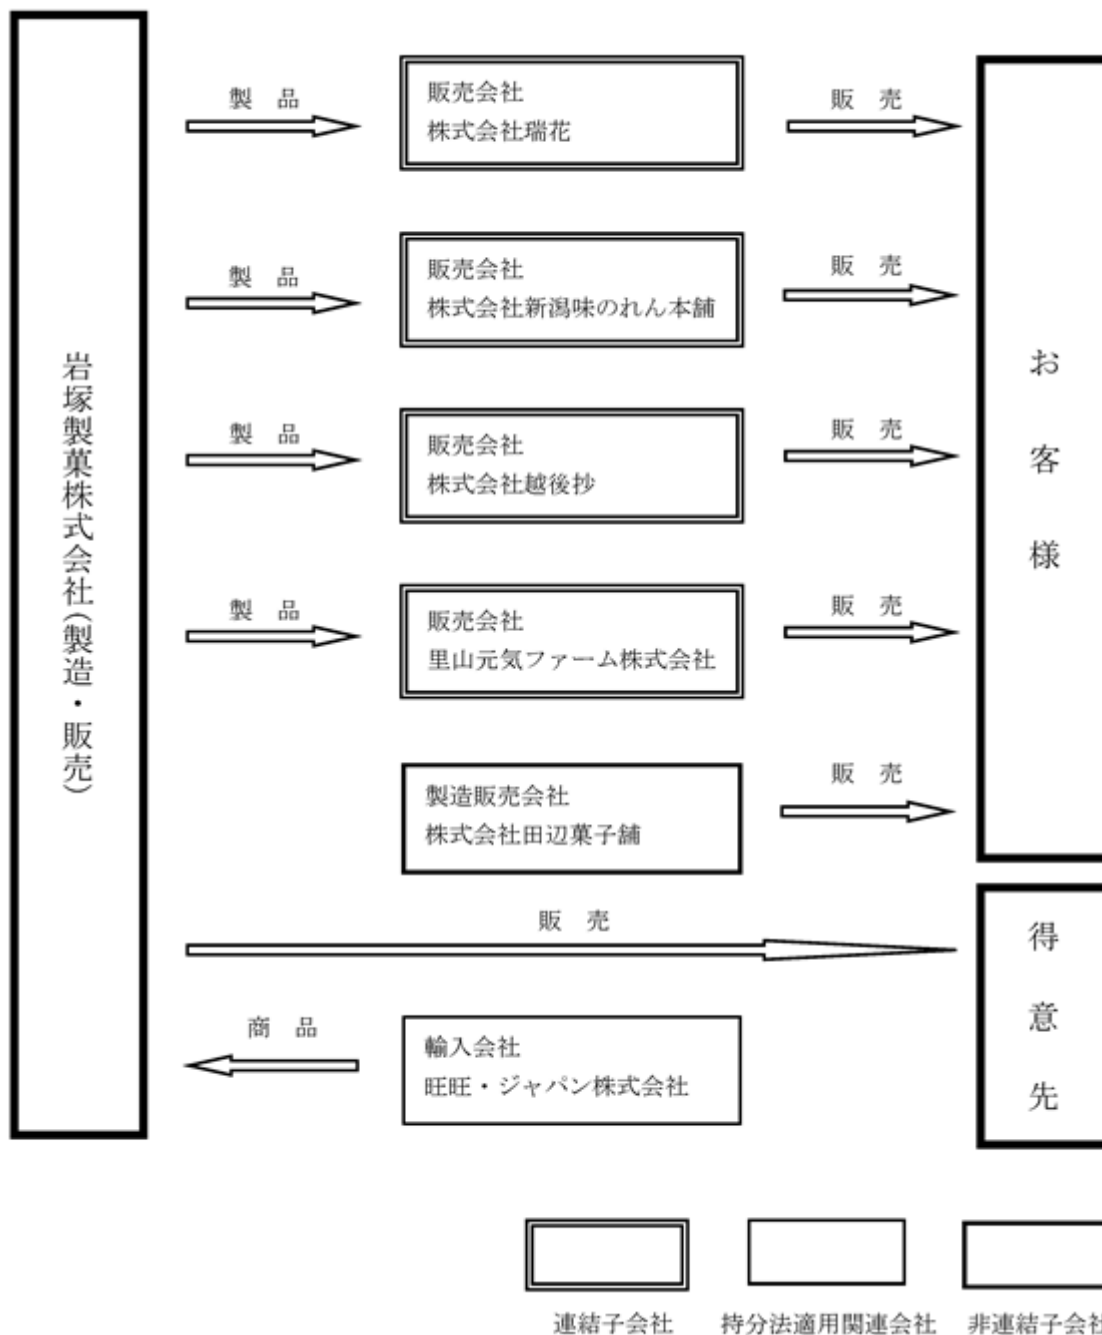 岩塚製菓株式会社(製造・販売)
製品
販売会社
株式会社瑞花
販売
製品
販売会社
株式会社新潟味のれん本舗
販売
製品
販売会社
株式会社越後抄
販売
製品
販売会社
里山元気ファーム株式会社
販売
製造販売会社
株式会社田辺菓子舗
販売
お客様
販売
商品
輸入会社
旺旺・ジャパン株式会社
得意先
連結子会社
持分法適用関連会社
非連結子会社